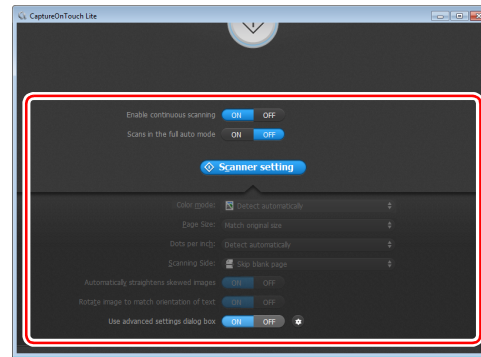 CaptureOnTouch Lite
Enable continuous scanning ON OFF
Scans in the full auto mode ON OFF
Scanner setting
Color mode: Detect automatically
Page Size: Match original size
Dots per inch: Detect automatically
Scanning Side: Skip blank page
Automatically straightens skewed images ON OFF
Rotate image to match orientation of text ON OFF
Use advanced settings dialog box ON OFF